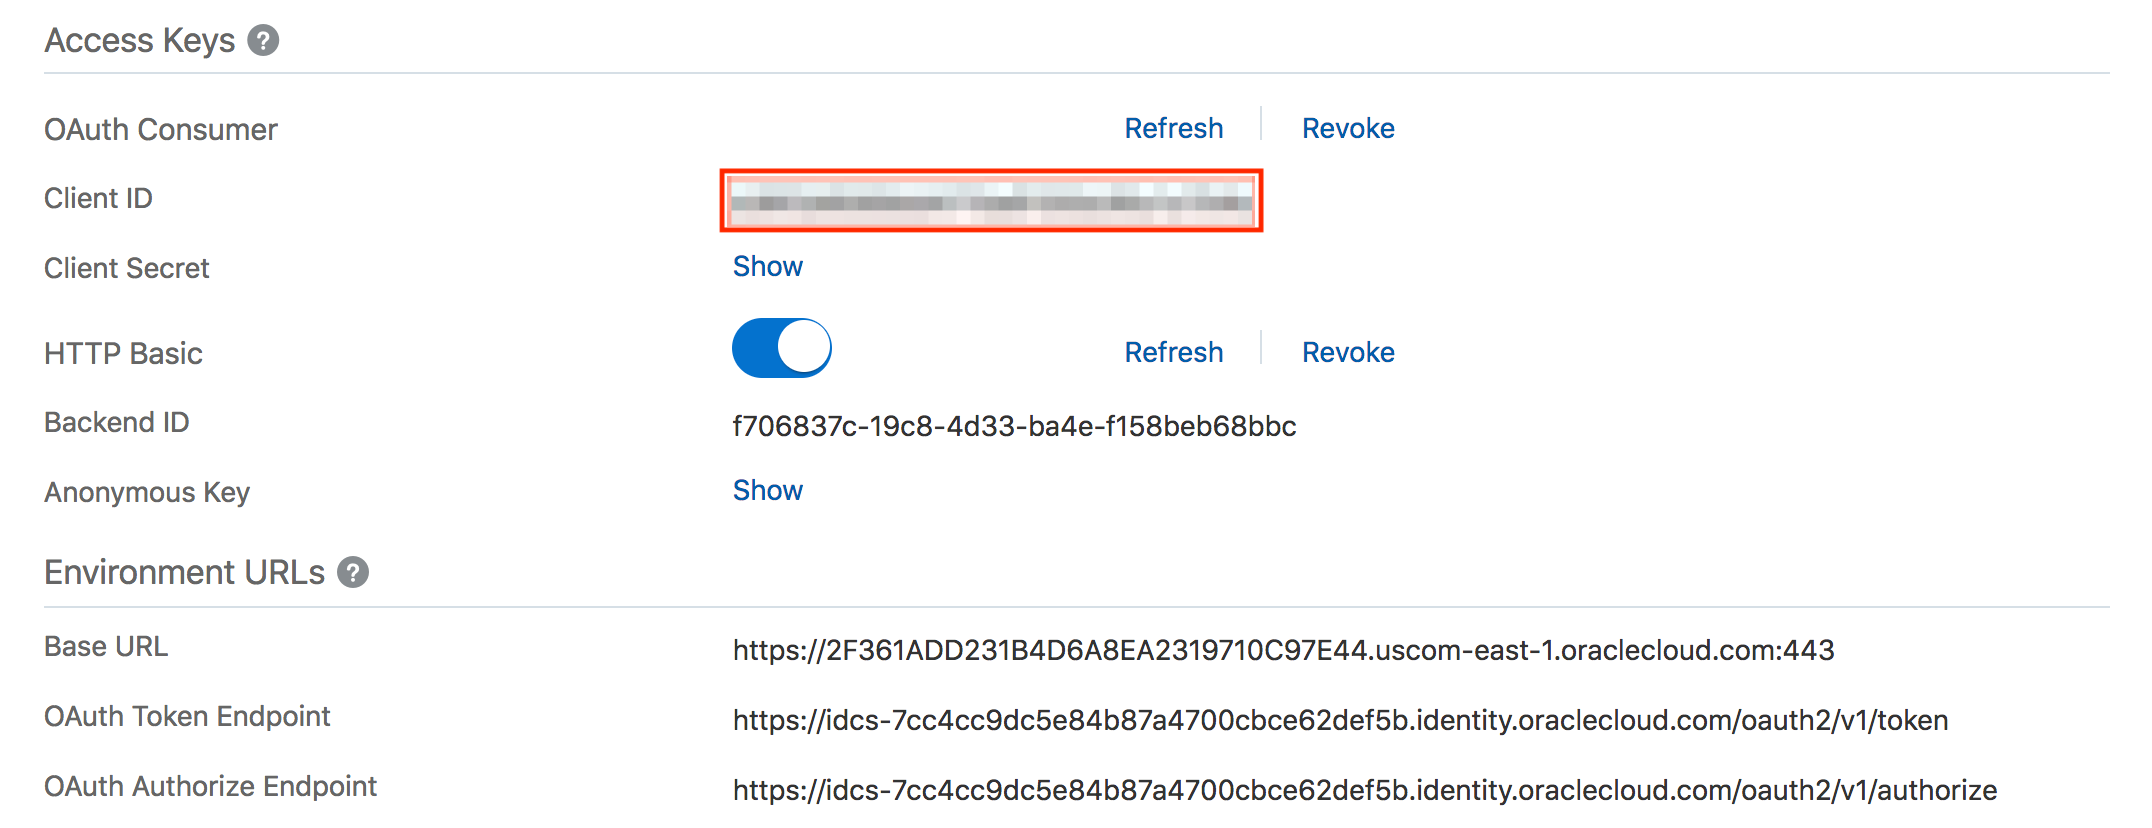 Access Keys ?
OAuth Consumer Refresh Revoke
Client ID
Client Secret Show
HTTP Basic Refresh Revoke
Backend ID f706837c-19c8-4d33-ba4e-f158beb68bbc
Anonymous Key Show
Environment URLs ?
Base URL https://2F361ADD231B4D6A8EA2319710C97E44.uscom-east-1.oraclecloud.com:443
OAuth Token Endpoint https://idcs-7cc4cc9dc5e84b87a4700cbce62def5b.identity.oraclecloud.com/oauth2/v1/token
OAuth Authorize Endpoint https://idcs-7cc4cc9dc5e84b87a4700cbce62def5b.identity.oraclecloud.com/oauth2/v1/authorize